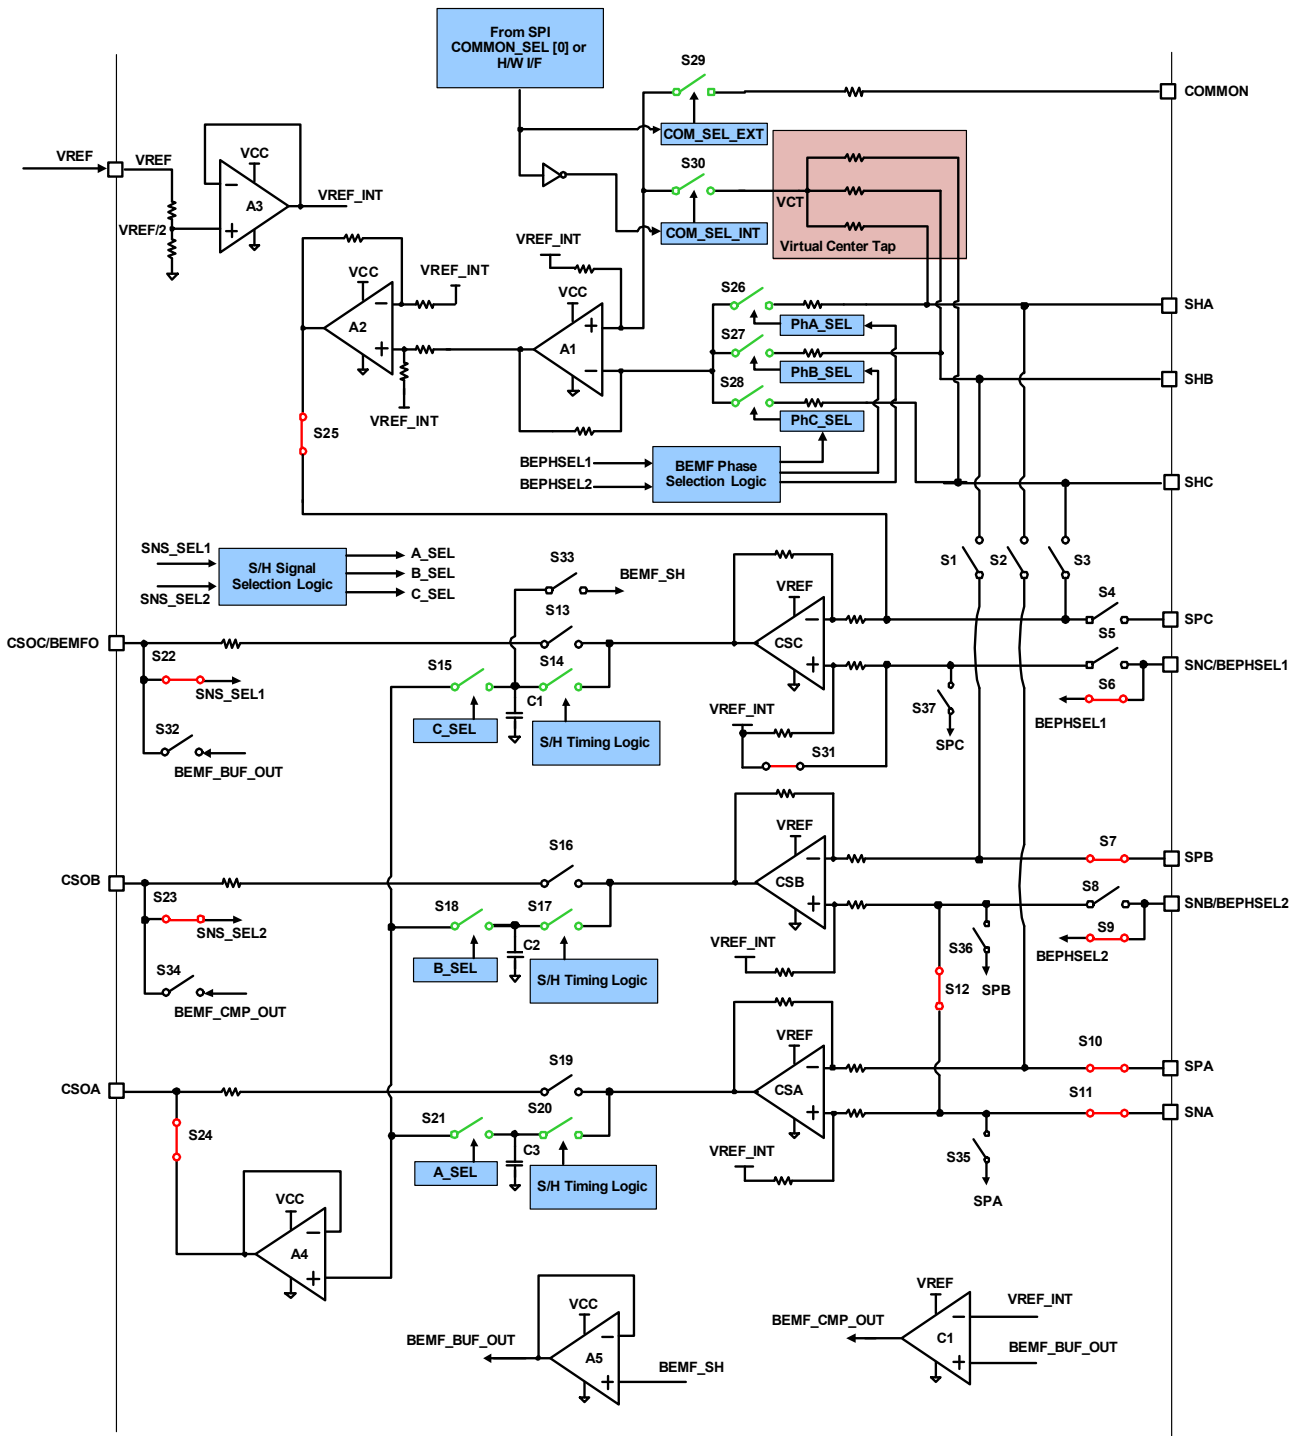 From SPI
COMMON_SEL [0] or
H/W I/F
S29
COMMON
COM_SEL_EXT
VREF
VREF
VCC
A3
VREF_INT
VREF/2
S30
VCT
COM_SEL_INT
Virtual Center Tap
VREF_INT
VCC
A2
VREF_INT
VREF_INT
VCC
A1
S26
SHA
PhA_SEL
S27
PhB_SEL
SHB
S28
PhC_SEL
S25
BEPHSEL1
BEPHSEL2
BEMF Phase
Selection Logic
SHC
SNS_SEL1
SNS_SEL2
S/H Signal
Selection Logic
A_SEL
B_SEL
C_SEL
S33
BEMF_SH
S13
S1
S2
S3
S4
SPC
S5
SNC/BEPHSEL1
S6
BEPHSEL1
CSOC/BEMFO
S22
SNS_SEL1
S32
BEMF_BUF_OUT
S15
S14
C1
C_SEL
S/H Timing Logic
VREF
CSC
VREF_INT
S31
S37
SPC
S16
VREF
CSB
S7
SPB
CSOB
S23
SNS_SEL2
S34
BEMF_CMP_OUT
S18
S17
C2
B_SEL
S/H Timing Logic
VREF_INT
S8
SNB/BEPHSEL2
S9
BEPHSEL2
S36
SPB
S12
S19
VREF
CSA
S10
SPA
S11
SNA
CSOA
S24
S21
S20
C3
A_SEL
S/H Timing Logic
VREF_INT
S35
SPA
VCC
A4
BEMF_BUF_OUT
VCC
A5
BEMF_SH
VREF
BEMF_CMP_OUT
C1
VREF_INT
BEMF_BUF_OUT